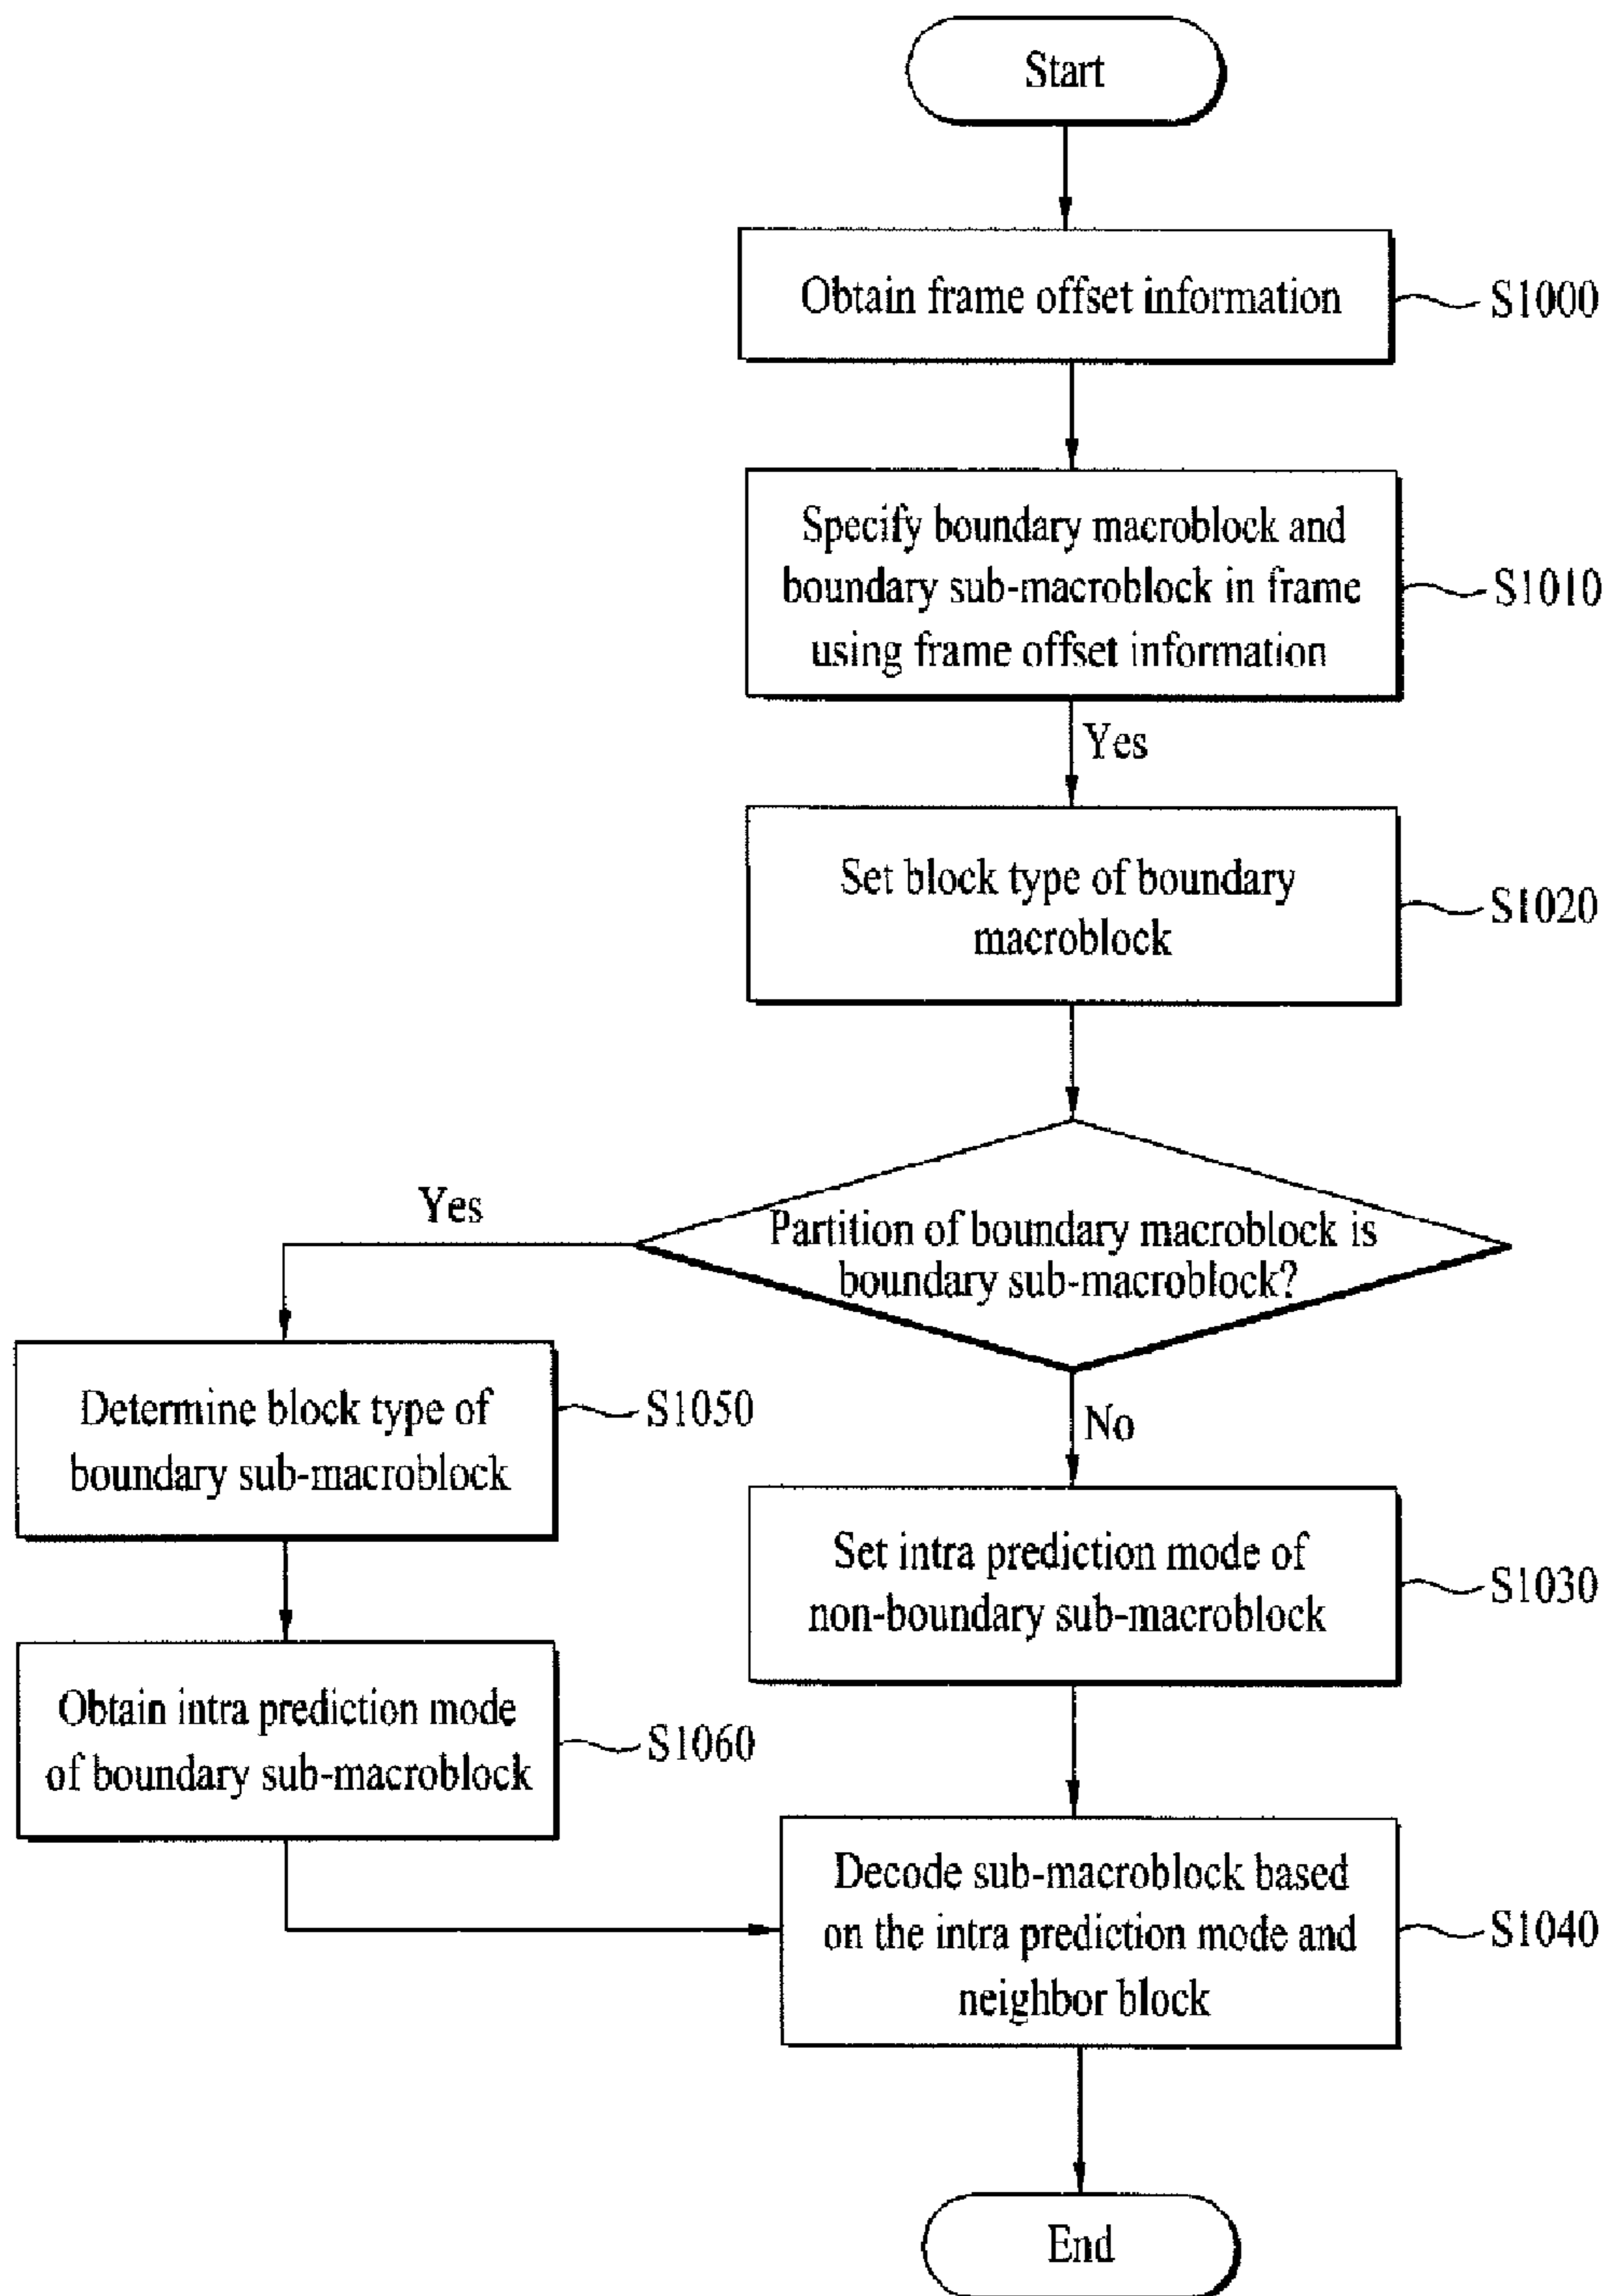 Start
Obtain frame offset information
S1000
Specify boundary macroblock and
boundary sub-macroblock in frame
using frame offset information
S1010
Yes
Set block type of boundary
macroblock
S1020
Partition of boundary macroblock is
boundary sub-macroblock?
Yes
Determine block type of
boundary sub-macroblock
S1050
No
Set intra prediction mode of
non-boundary sub-macroblock
S1030
Obtain intra prediction mode
of boundary sub-macroblock
S1060
Decode sub-macroblock based
on the intra prediction mode and
neighbor block
S1040
End